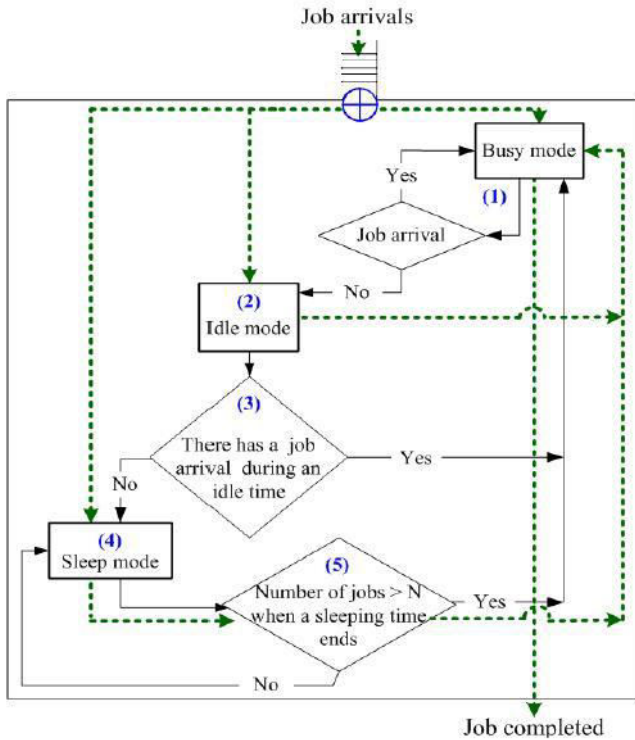 Job arrivals
Busy mode
Yes
(1)
Job arrival
No
(2)
Idle mode
(3)
There has a job
arrival during an
idle time
Yes
No
(4)
Sleep mode
(5)
Number of jobs > N
when a sleeping time
ends
Yes
No
Job completed